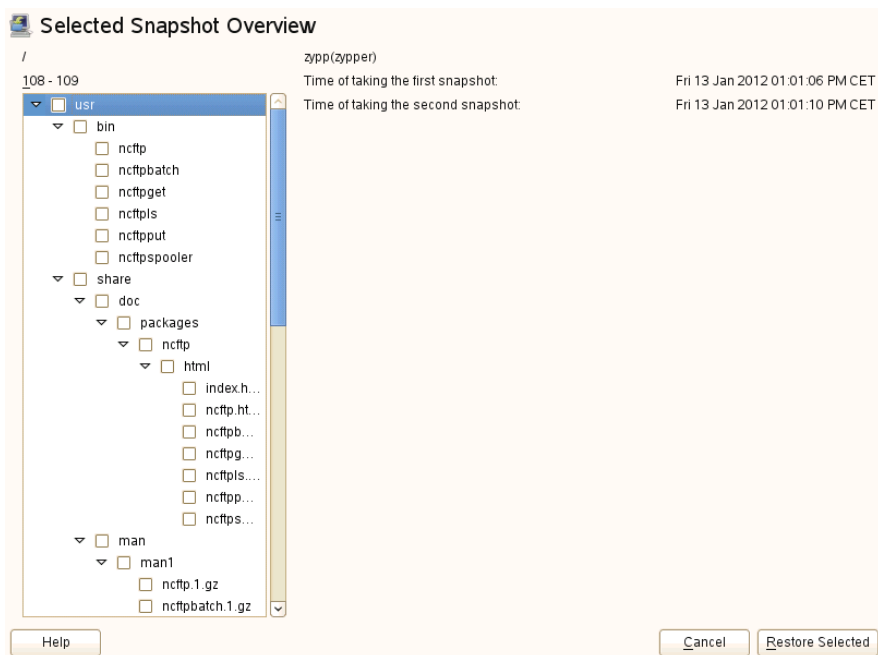 Selected Snapshot Overview
/
zypp(zypper)
108 - 109
Time of taking the first snapshot: Fri 13 Jan 2012 01:01:06 PM CET
Time of taking the second snapshot: Fri 13 Jan 2012 01:01:10 PM CET
usr
bin
ncftp
ncftpbatch
ncftpget
ncftpls
ncftpput
ncftpspooler
share
doc
packages
ncftp
html
index.h...
ncftp.ht...
ncftpb...
ncftpg...
ncftpls....
ncftpp...
ncftps...
man
man1
ncftp.1.gz
ncftpbatch.1.gz
Help Cancel Restore Selected